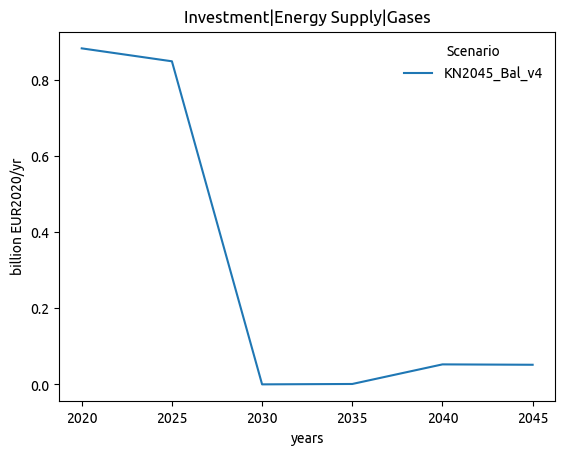 Investment|Energy Supply|Gases
Scenario
KN2045_Bal_v4
billion EUR2020/yr
0.8
0.6
0.4
0.2
0.0
2020 2025 2030 2035 2040 2045
years